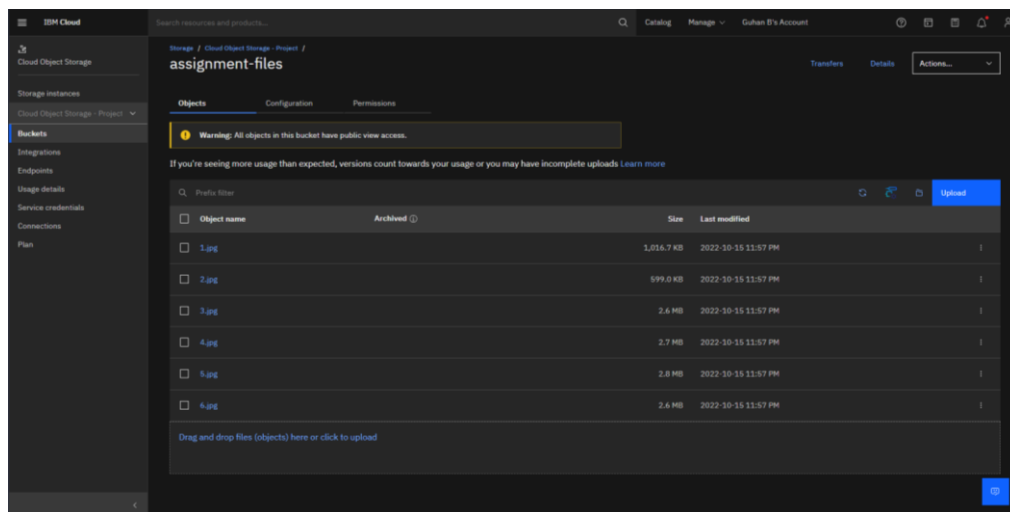 IBM Cloud
Search resources and products...
Catalog
Manage
Guhan B's Account
Cloud Object Storage
Storage instances
Cloud Object Storage - Project
Buckets
Integrations
Endpoints
Usage details
Service credentials
Connections
Plan
Storage / Cloud Object Storage - Project /
assignment-files
Transfers
Details
Actions...
Objects
Configuration
Permissions
Warning: All objects in this bucket have public view access.
If you're seeing more usage than expected, versions count towards your usage or you may have incomplete uploads Learn more
Prefix filter
Upload
Object name Archived Size Last modified
1.jpg 1,016.7 KB 2022-10-15 11:57 PM
2.jpg 599.0 KB 2022-10-15 11:57 PM
3.jpg 2.6 MB 2022-10-15 11:57 PM
4.jpg 2.7 MB 2022-10-15 11:57 PM
5.jpg 2.8 MB 2022-10-15 11:57 PM
6.jpg 2.6 MB 2022-10-15 11:57 PM
Drag and drop files (objects) here or click to upload